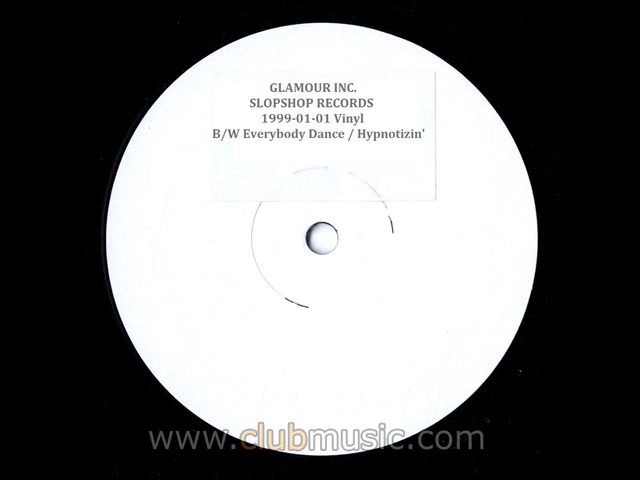 GLAMOUR INC.
SLOPSHOP RECORDS
1999-01-01 Vinyl
B/W Everybody Dance / Hypnotizin'
www.clubmusic.com